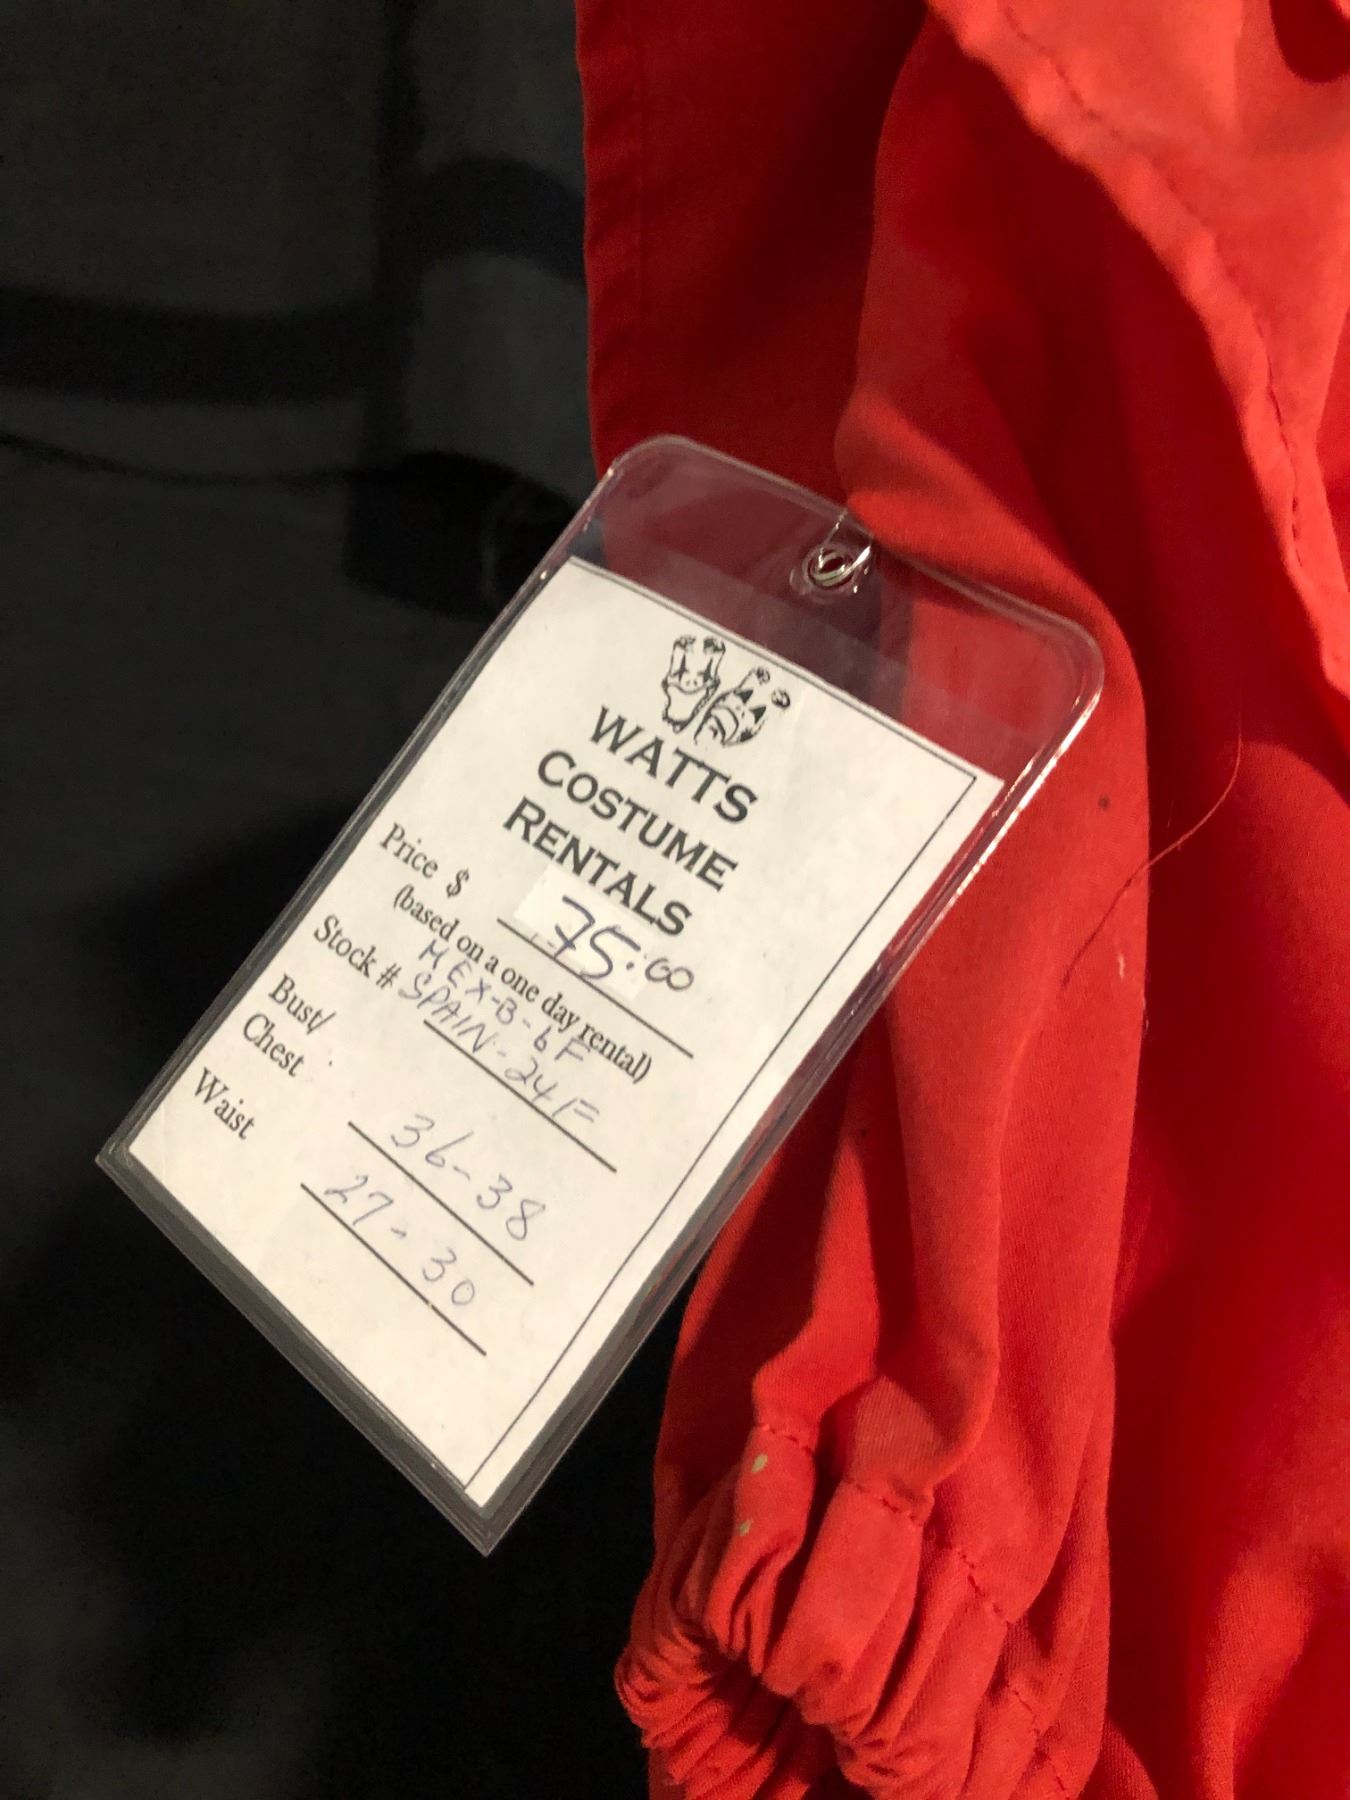 WATTS
COSTUME
RENTALS
Price $ 75.00
(based on a one day rental)
MEX-B-6F
Stock # SPAIN-24F
Bust/
Chest 36-38
Waist 27-30